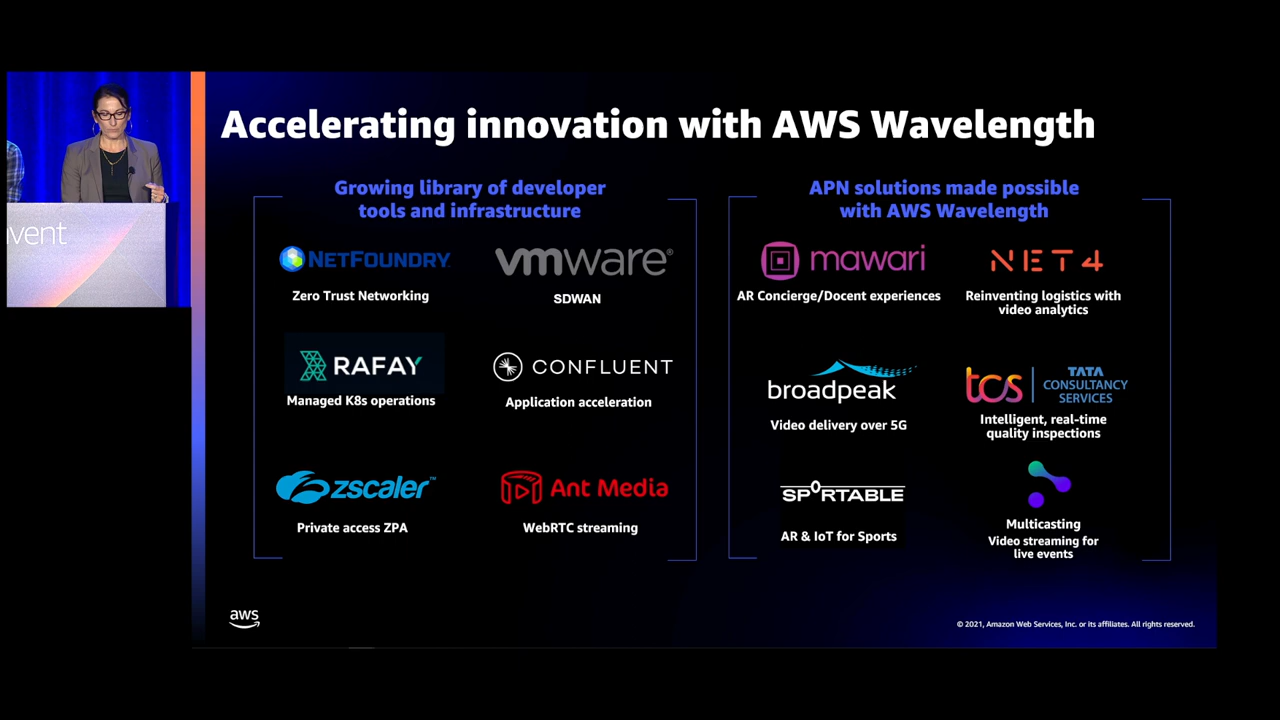 Accelerating innovation with AWS Wavelength
Growing library of developer
tools and infrastructure
NETFOUNDRY
Zero Trust Networking
vmware®
SDWAN
RAFAY
Managed K8s operations
CONFLUENT
Application acceleration
zscaler™
Private access ZPA
Ant Media
WebRTC streaming
APN solutions made possible
with AWS Wavelength
mawari
AR Concierge/Docent experiences
NET4
Reinventing logistics with
video analytics
broadpeak
Video delivery over 5G
tcs
TATA
CONSULTANCY
SERVICES
Intelligent, real-time
quality inspections
SPORTABLE
AR & IoT for Sports
Multicasting
Video streaming for
live events
aws
© 2021, Amazon Web Services, Inc. or its affiliates. All rights reserved.